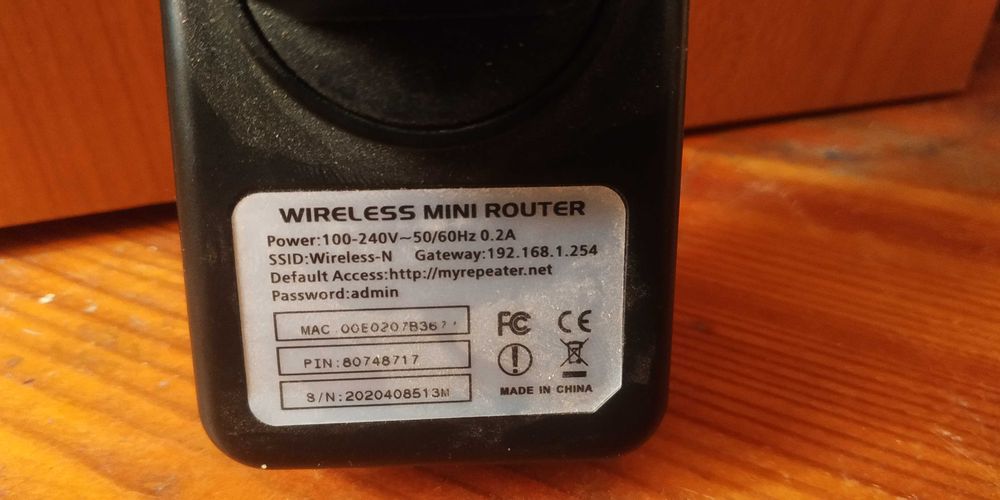 WIRELESS MINI ROUTER
Power:100-240V~50/60Hz 0.2A
SSID:Wireless-N Gateway:192.168.1.254
Default Access:http://myrepeater.net
Password:admin
MAC
PIN:80748717
S/N:2020408513M
FC CE
MADE IN CHINA